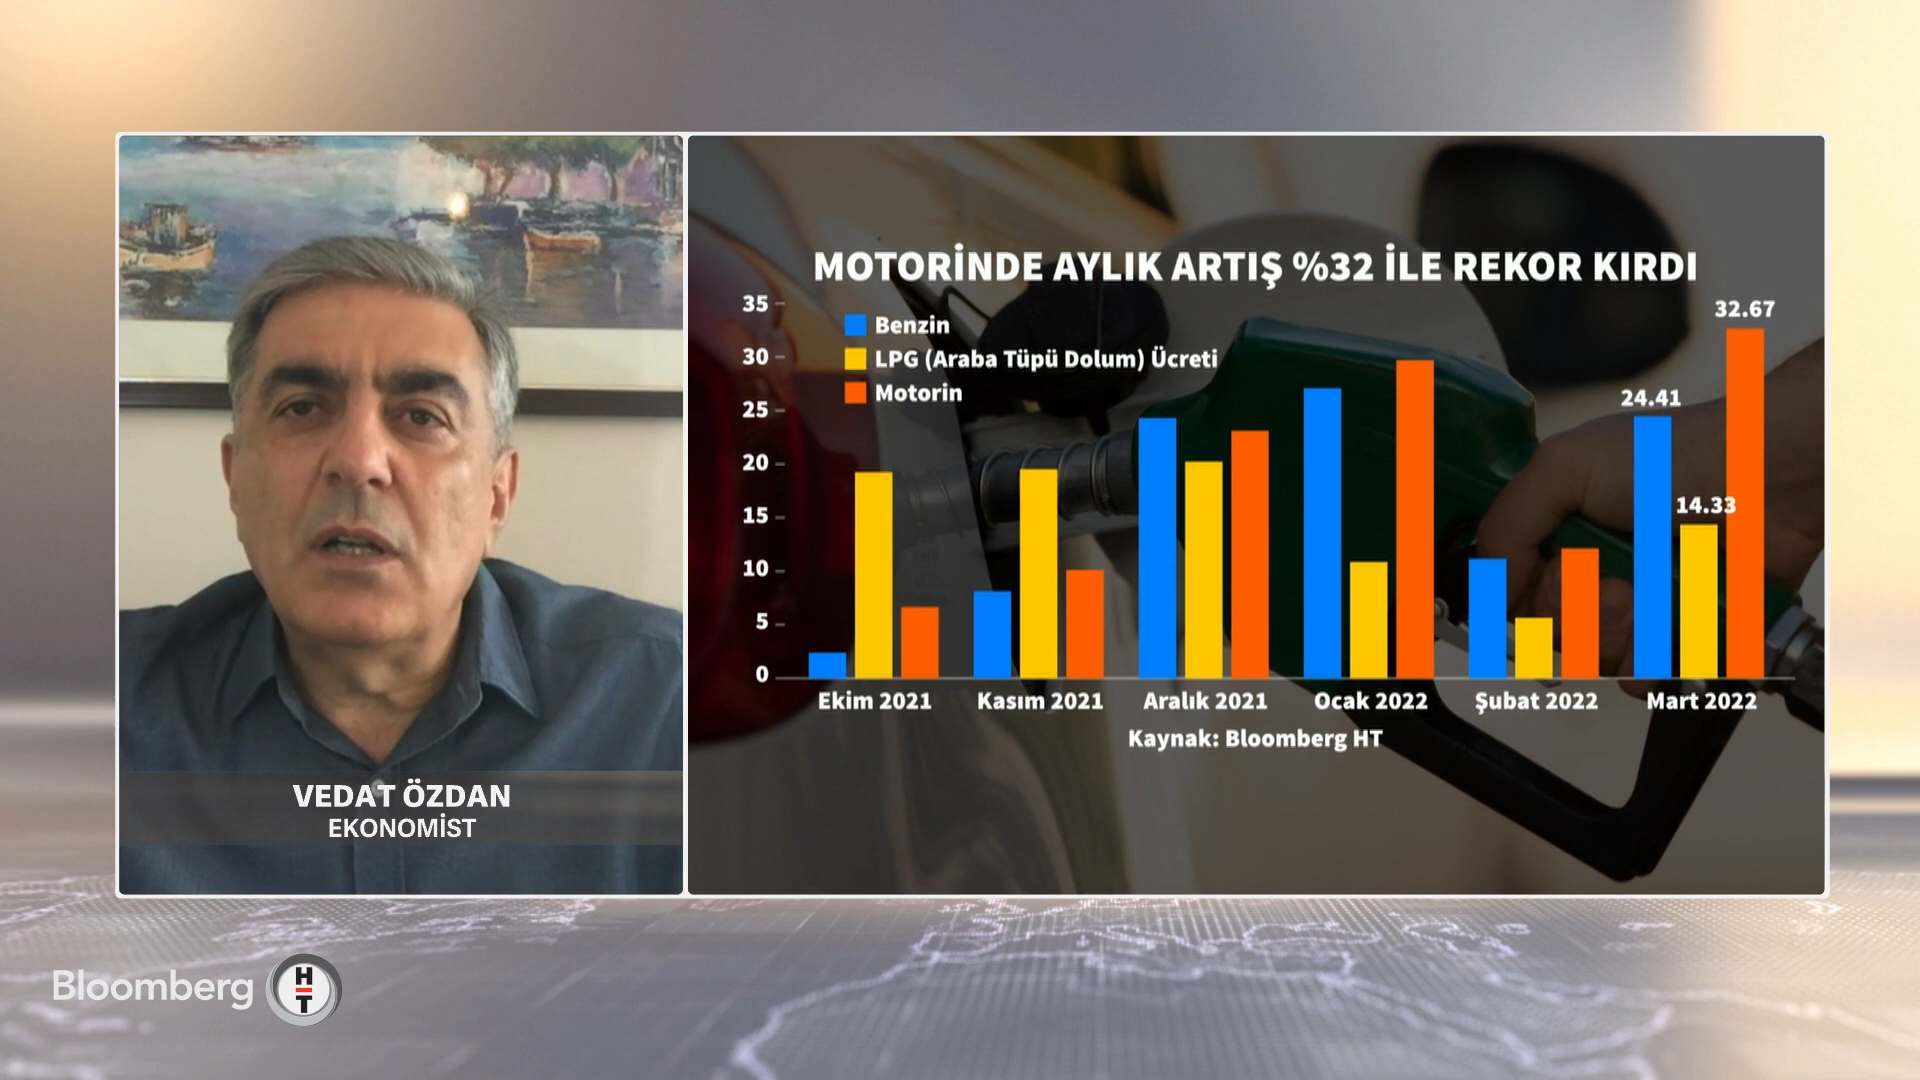 MOTORİNDE AYLIK ARTIŞ %32 İLE REKOR KIRDI
35
30
25
20
15
10
5
0
Benzin
LPG (Araba Tüpü Dolum) Ücreti
Motorin
32.67
24.41
14.33
Ekim 2021 Kasım 2021 Aralık 2021 Ocak 2022 Şubat 2022 Mart 2022
Kaynak: Bloomberg HT
VEDAT ÖZDAN
EKONOMİST
Bloomberg HT